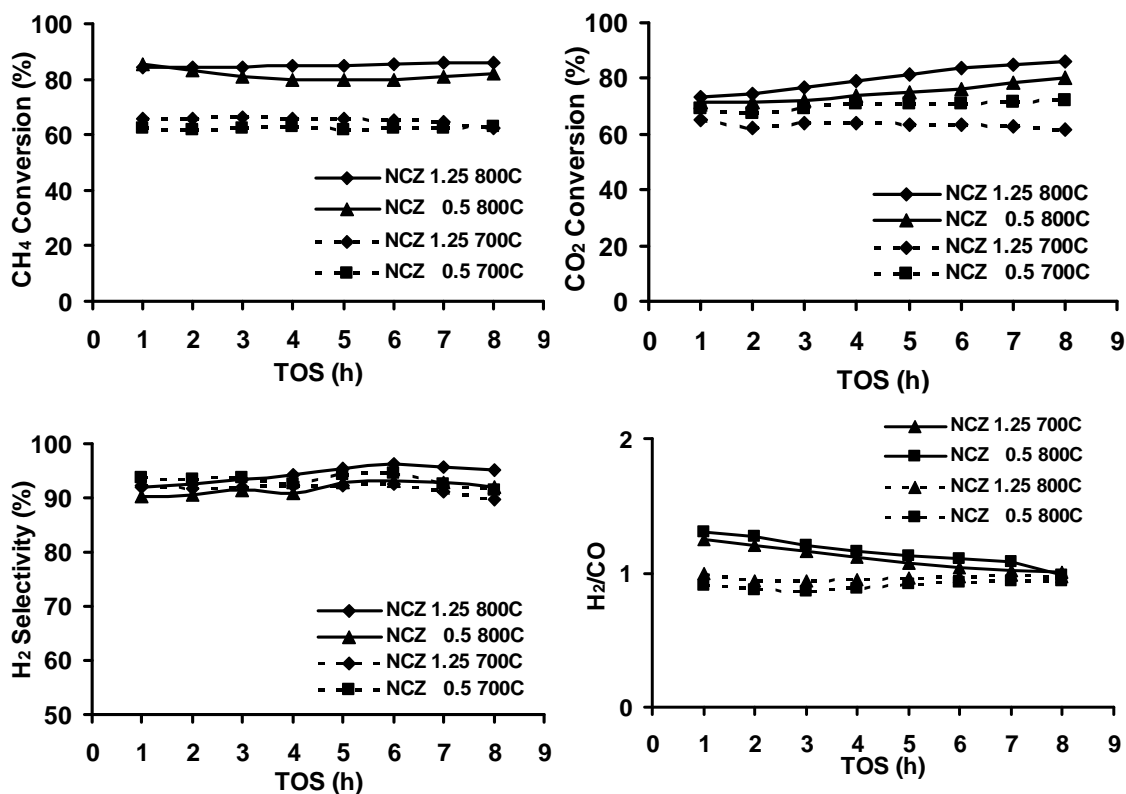 CH4 Conversion (%)
100
80
60
40
20
0
NCZ 1.25 800C
NCZ 0.5 800C
NCZ 1.25 700C
NCZ 0.5 700C
0 1 2 3 4 5 6 7 8 9
TOS (h)
CO2 Conversion (%)
100
80
60
40
20
0
NCZ 1.25 800C
NCZ 0.5 800C
NCZ 1.25 700C
NCZ 0.5 700C
0 1 2 3 4 5 6 7 8 9
TOS (h)
H2 Selectivity (%)
100
90
80
70
60
50
NCZ 1.25 800C
NCZ 0.5 800C
NCZ 1.25 700C
NCZ 0.5 700C
0 1 2 3 4 5 6 7 8 9
TOS (h)
H2/CO
2
1
0
NCZ 1.25 700C
NCZ 0.5 800C
NCZ 1.25 800C
NCZ 0.5 800C
0 1 2 3 4 5 6 7 8 9
TOS (h)